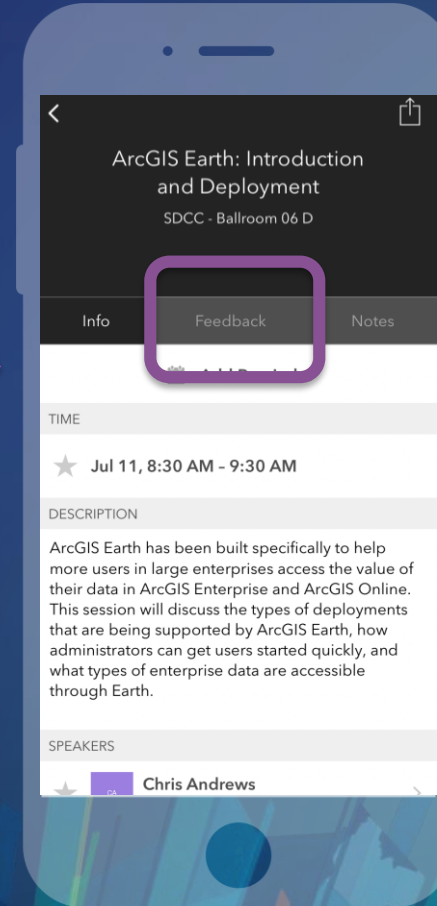 ArcGIS Earth: Introduction
and Deployment
SDCC - Ballroom 06 D
Info Feedback Notes
TIME
Jul 11, 8:30 AM – 9:30 AM
DESCRIPTION
ArcGIS Earth has been built specifically to help
more users in large enterprises access the value of
their data in ArcGIS Enterprise and ArcGIS Online.
This session will discuss the types of deployments
that are being supported by ArcGIS Earth, how
administrators can get users started quickly, and
what types of enterprise data are accessible
through Earth.
SPEAKERS
CA Chris Andrews